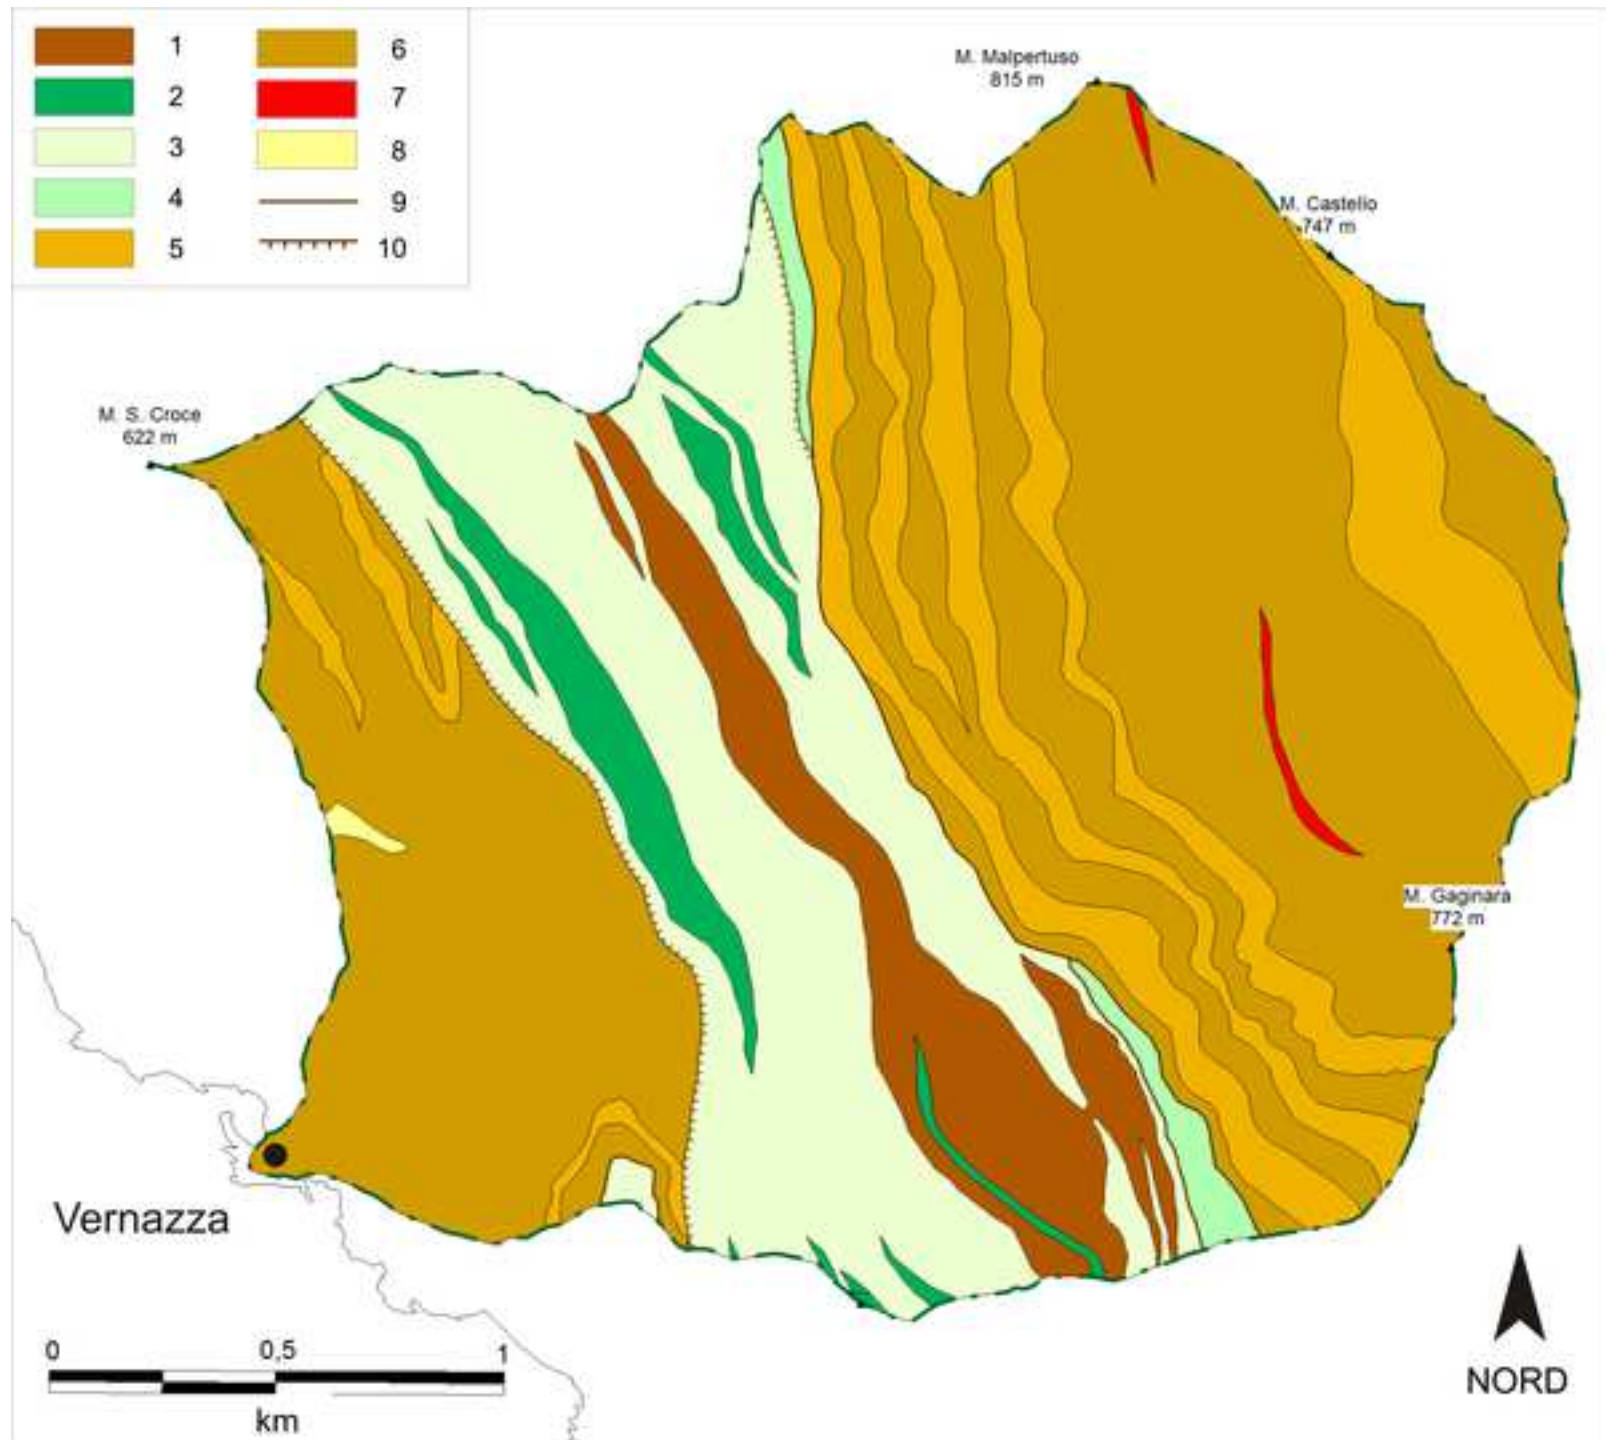 1 6
2 7
3 8
4 9
5 10
M. Malpertuso
815 m
M. Castello
747 m
M. S. Croce
622 m
M. Gaginara
772 m
Vernazza
0 0,5 1
km
NORD